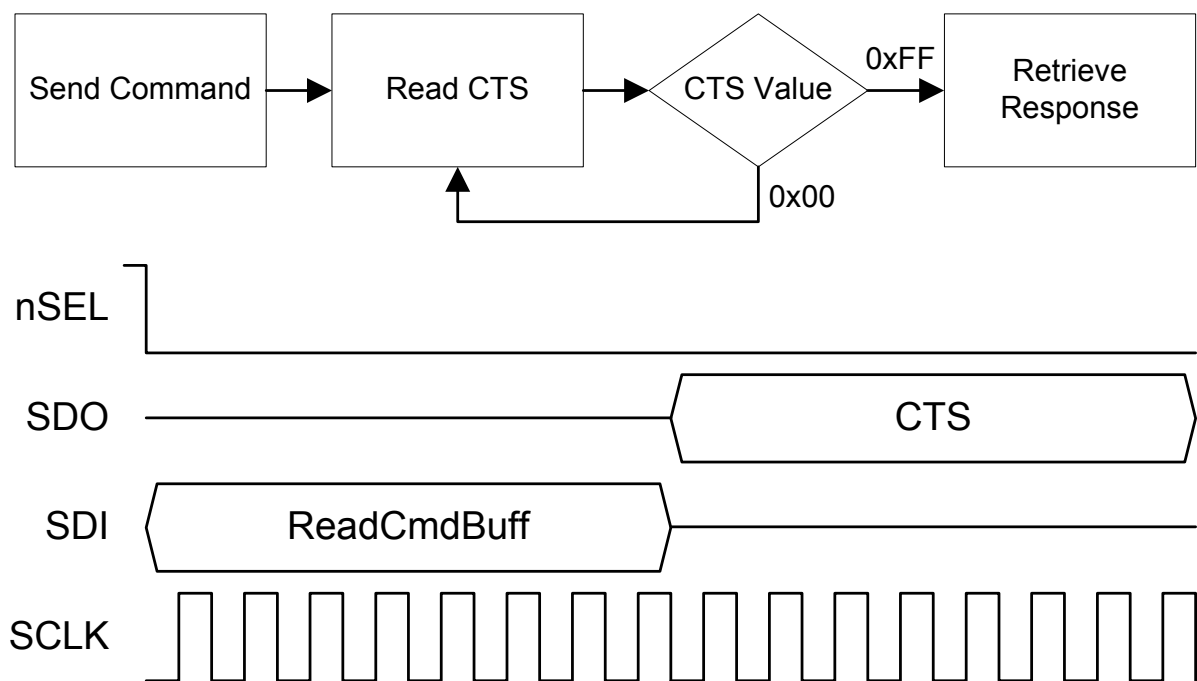 Send Command
Read CTS
CTS Value
0xFF
Retrieve
Response
0x00
nSEL
SDO
CTS
SDI
ReadCmdBuff
SCLK